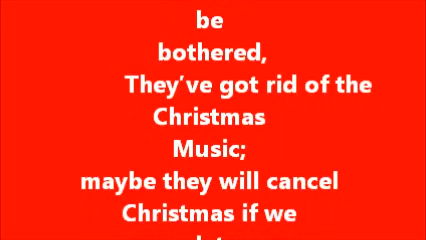 be
bothered,
They’ve got rid of the
Christmas
Music;
maybe they will cancel
Christmas if we